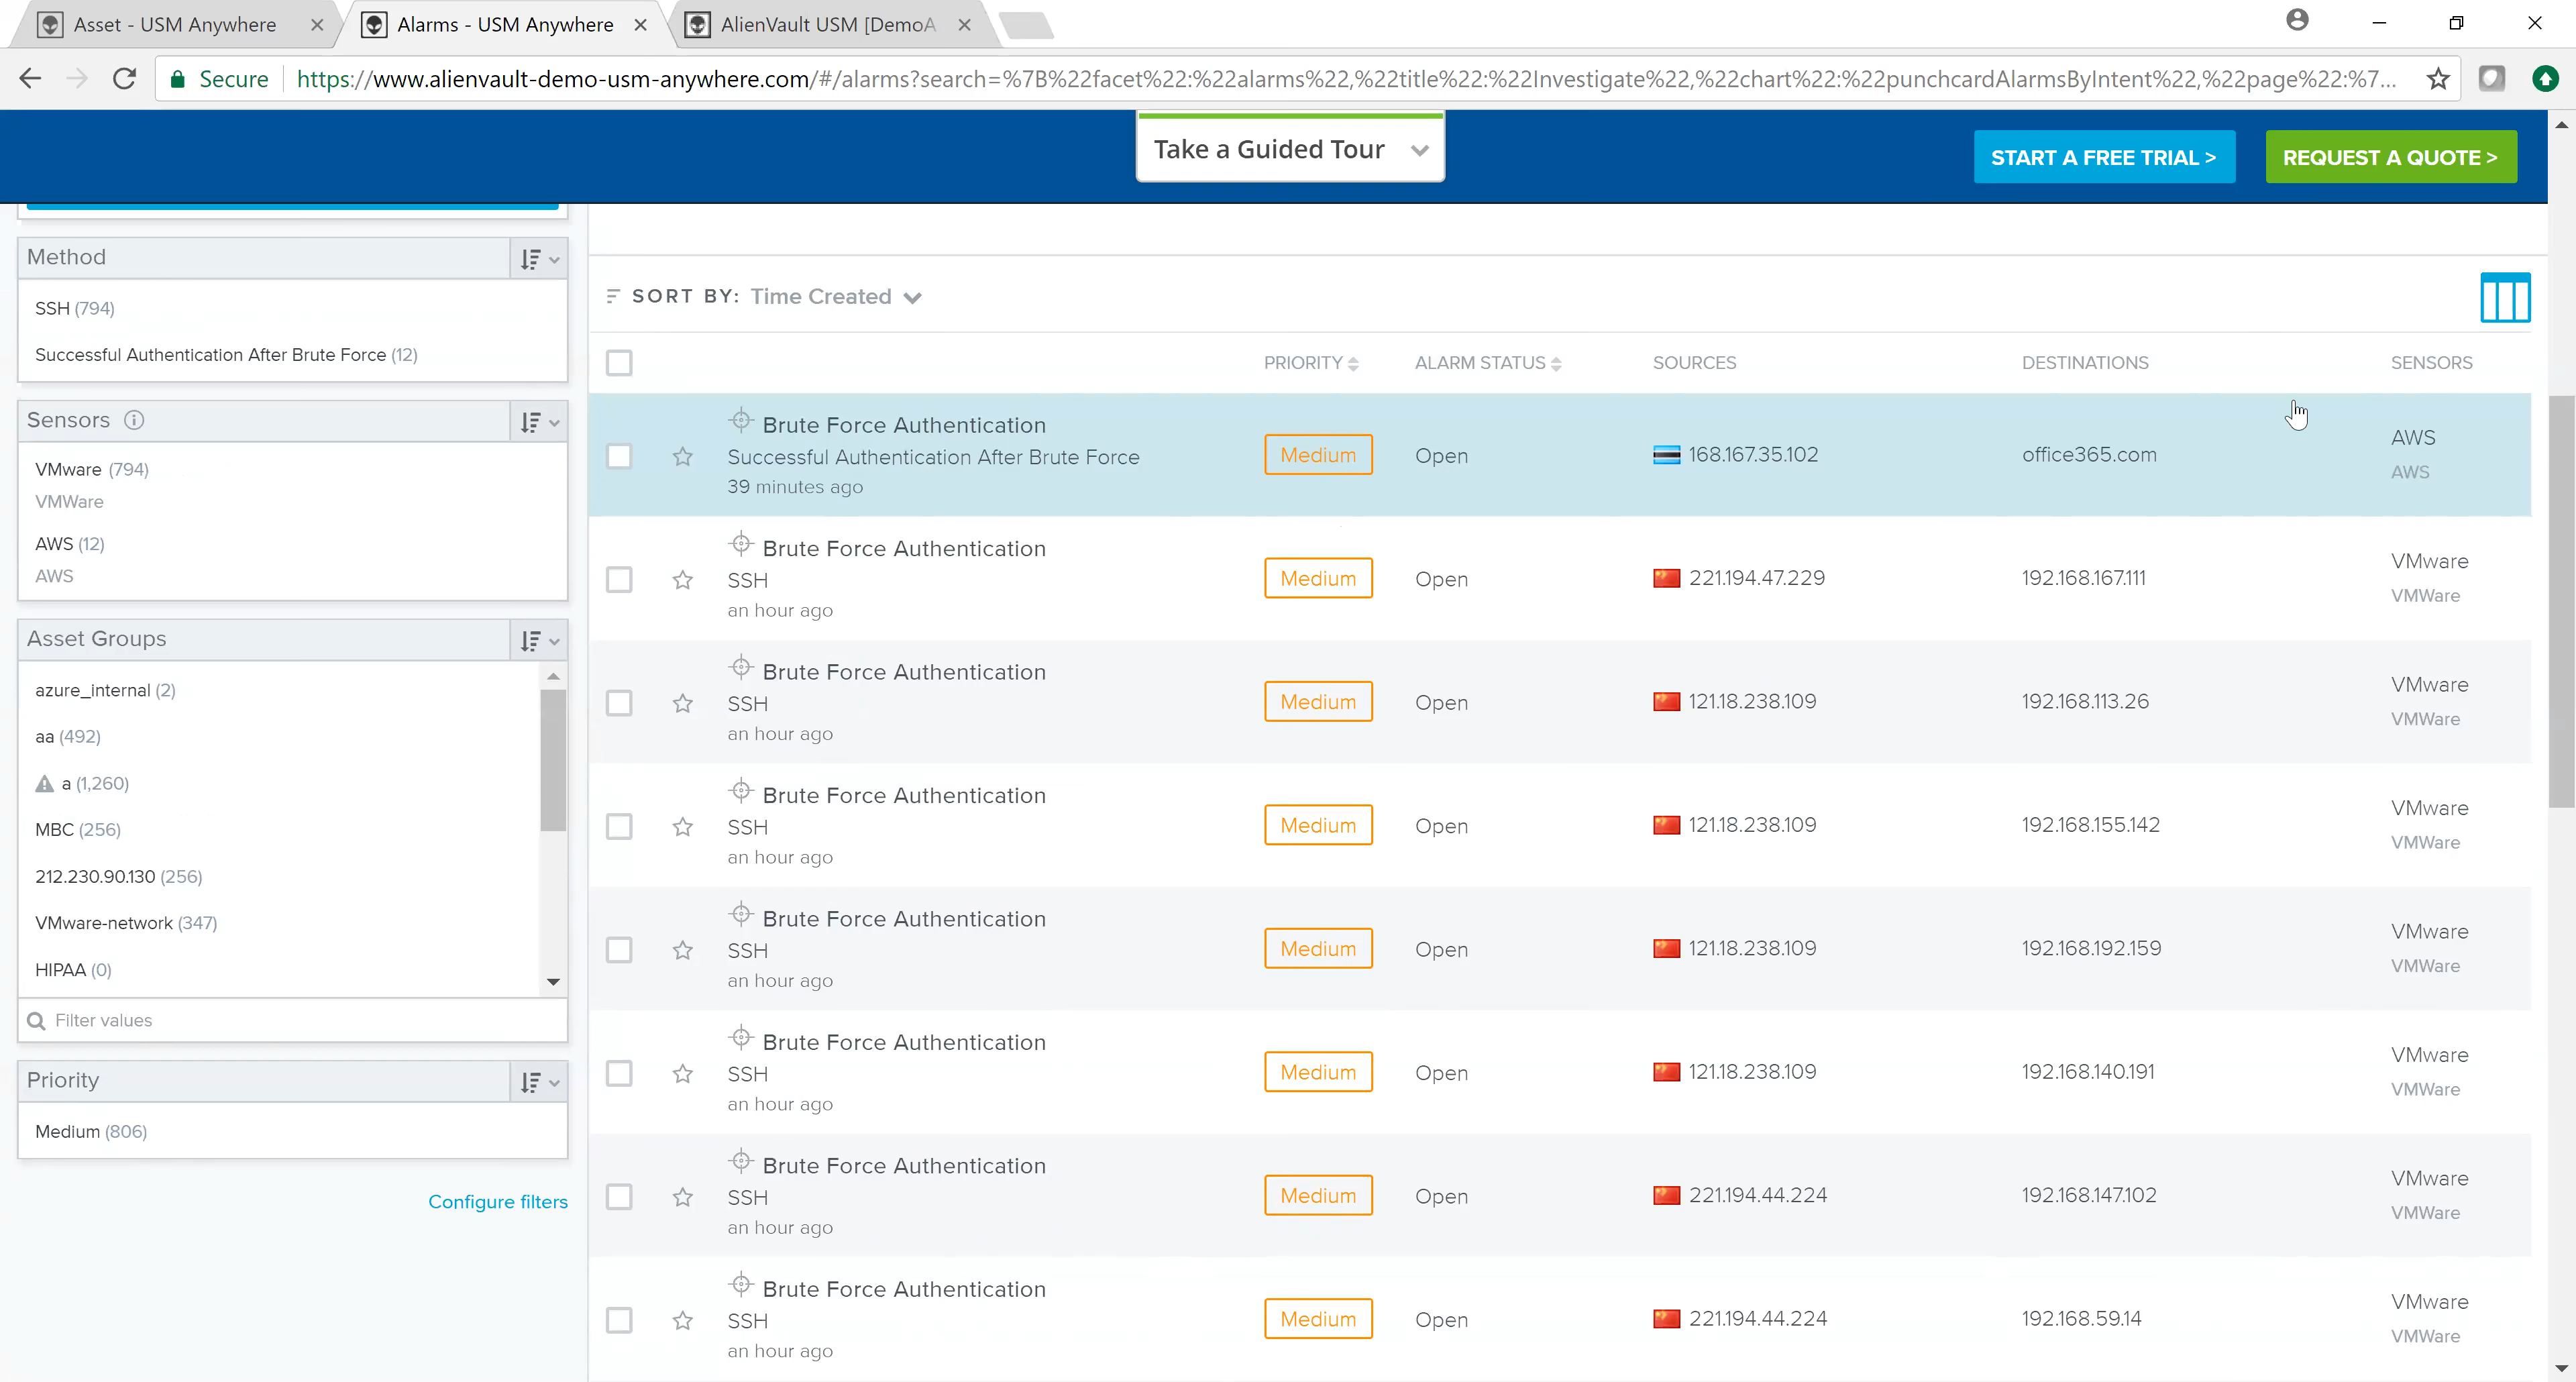 Asset - USM Anywhere
Alarms - USM Anywhere
AlienVault USM [DemoA
Secure https://www.alienvault-demo-usm-anywhere.com/#/alarms?search=%7B%22facet%22:%22alarms%22,%22title%22:%22Investigate%22,%22chart%22:%22punchcardAlarmsByIntent%22,%22page%22:%7...
Take a Guided Tour
START A FREE TRIAL >
REQUEST A QUOTE >
Method
SSH (794)
Successful Authentication After Brute Force (12)
Sensors
VMware (794)
VMWare
AWS (12)
AWS
Asset Groups
azure_internal (2)
aa (492)
a (1,260)
MBC (256)
212.230.90.130 (256)
VMware-network (347)
HIPAA (0)
Filter values
Priority
Medium (806)
Configure filters
SORT BY: Time Created
PRIORITY ALARM STATUS SOURCES DESTINATIONS SENSORS
Brute Force Authentication
Successful Authentication After Brute Force
39 minutes ago
Medium Open 168.167.35.102 office365.com AWS
AWS
Brute Force Authentication
SSH
an hour ago
Medium Open 221.194.47.229 192.168.167.111 VMware
VMWare
Brute Force Authentication
SSH
an hour ago
Medium Open 121.18.238.109 192.168.113.26 VMware
VMWare
Brute Force Authentication
SSH
an hour ago
Medium Open 121.18.238.109 192.168.155.142 VMware
VMWare
Brute Force Authentication
SSH
an hour ago
Medium Open 121.18.238.109 192.168.192.159 VMware
VMWare
Brute Force Authentication
SSH
an hour ago
Medium Open 121.18.238.109 192.168.140.191 VMware
VMWare
Brute Force Authentication
SSH
an hour ago
Medium Open 221.194.44.224 192.168.147.102 VMware
VMWare
Brute Force Authentication
SSH
an hour ago
Medium Open 221.194.44.224 192.168.59.14 VMware
VMWare